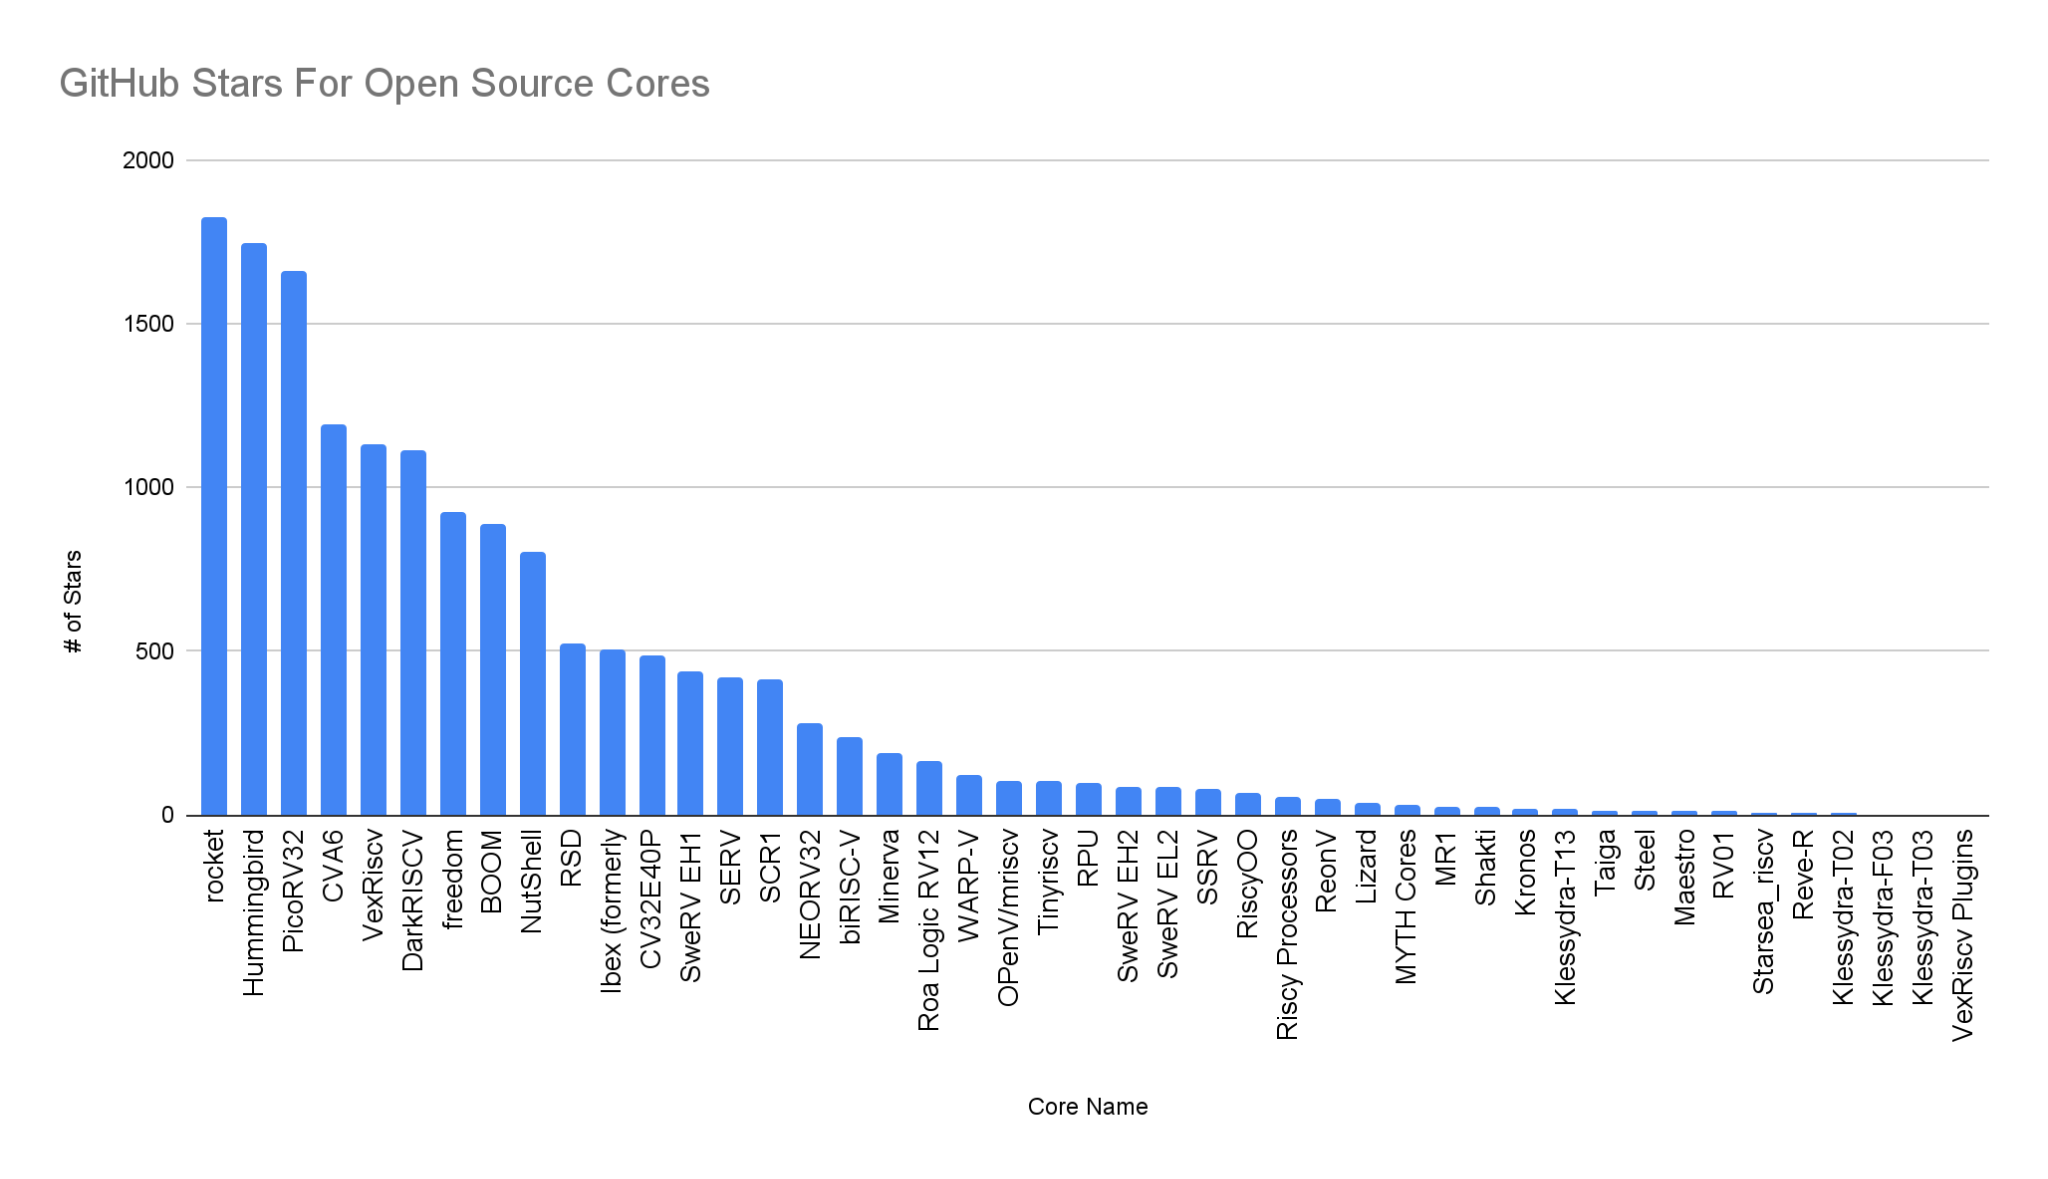 GitHub Stars For Open Source Cores
2000
1500
1000
500
0
# of Stars
rocket
Hummingbird
PicoRV32
CVA6
VexRiscv
DarkRISCV
freedom
BOOM
NutShell
RSD
Ibex (formerly
CV32E40P
SweRV EH1
SERV
SCR1
NEORV32
biRISC-V
Minerva
Roa Logic RV12
WARP-V
OPenV/mriscv
Tinyriscv
RPU
SweRV EH2
SweRV EL2
SSRV
RiscyOO
Riscy Processors
ReonV
Lizard
MYTH Cores
MR1
Shakti
Kronos
Klessydra-T13
Taiga
Steel
Maestro
RV01
Starsea_riscv
Reve-R
Klessydra-T02
Klessydra-F03
Klessydra-T03
VexRiscv Plugins
Core Name